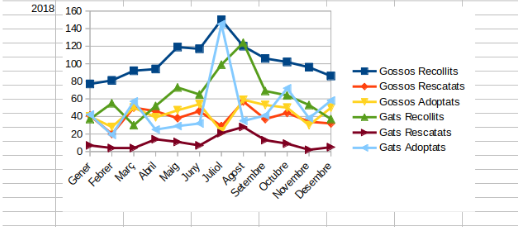 2018
160
140
120
100
80
60
40
20
0
Gener
Febrer
Març
Abril
Maig
Juny
Juliol
Agost
Setembre
Octubre
Novembre
Desembre
Gossos Recollits
Gossos Rescatats
Gossos Adoptats
Gats Recollits
Gats Rescatats
Gats Adoptats